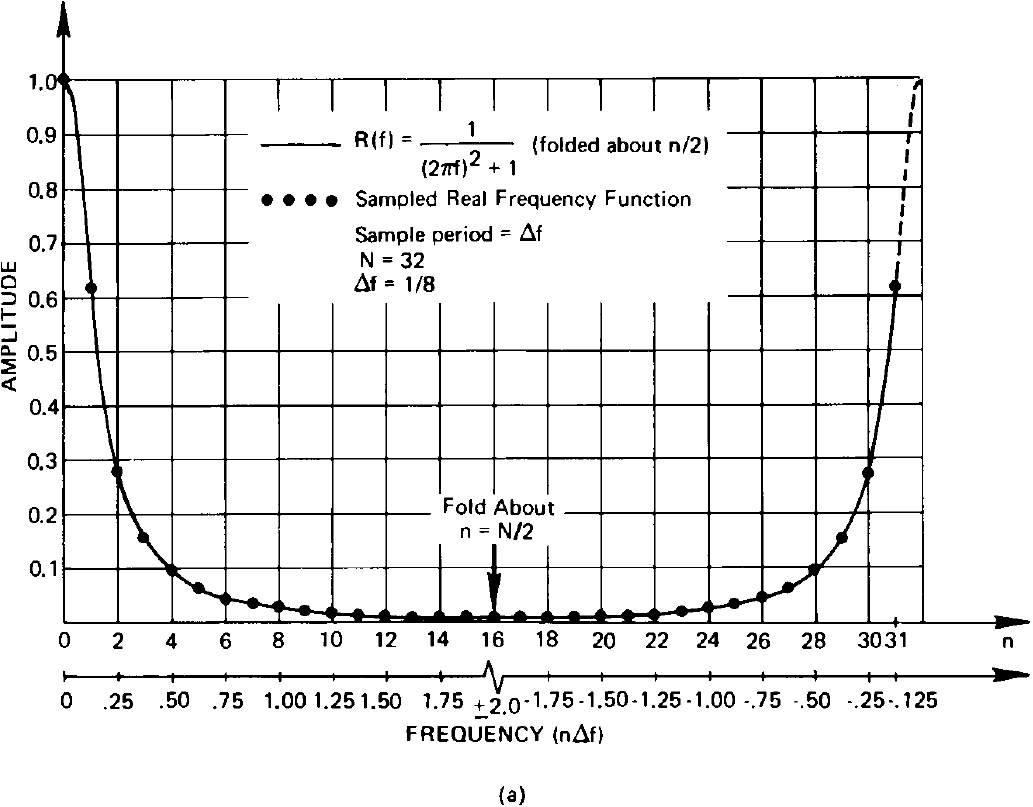 1.0
0.9
0.8
0.7
0.6
0.5
0.4
0.3
0.2
0.1
AMPLITUDE
R(f) = 1 / (2πf)² + 1 (folded about n/2)
Sampled Real Frequency Function
Sample period = Δf
N = 32
Δf = 1/8
Fold About
n = N/2
0 2 4 6 8 10 12 14 16 18 20 22 24 26 28 30 31 n
0 .25 .50 .75 1.00 1.25 1.50 1.75 ±2.0 -1.75 -1.50 -1.25 -1.00 -.75 -.50 -.25 -.125
FREQUENCY (nΔf)
(a)